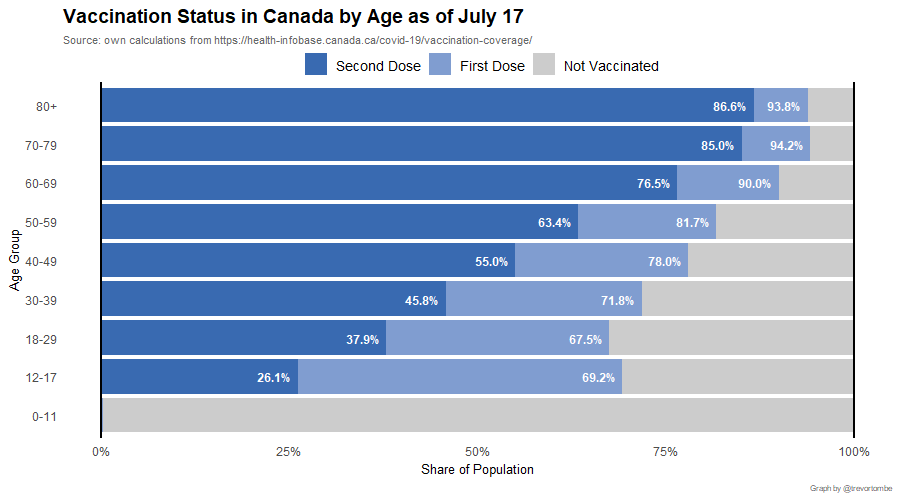 Vaccination Status in Canada by Age as of July 17
Source: own calculations from https://health-infobase.canada.ca/covid-19/vaccination-coverage/
Second Dose First Dose Not Vaccinated
Age Group
80+ 86.6% 93.8%
70-79 85.0% 94.2%
60-69 76.5% 90.0%
50-59 63.4% 81.7%
40-49 55.0% 78.0%
30-39 45.8% 71.8%
18-29 37.9% 67.5%
12-17 26.1% 69.2%
0-11
0% 25% 50% 75% 100%
Share of Population
Graph by @trevortombe